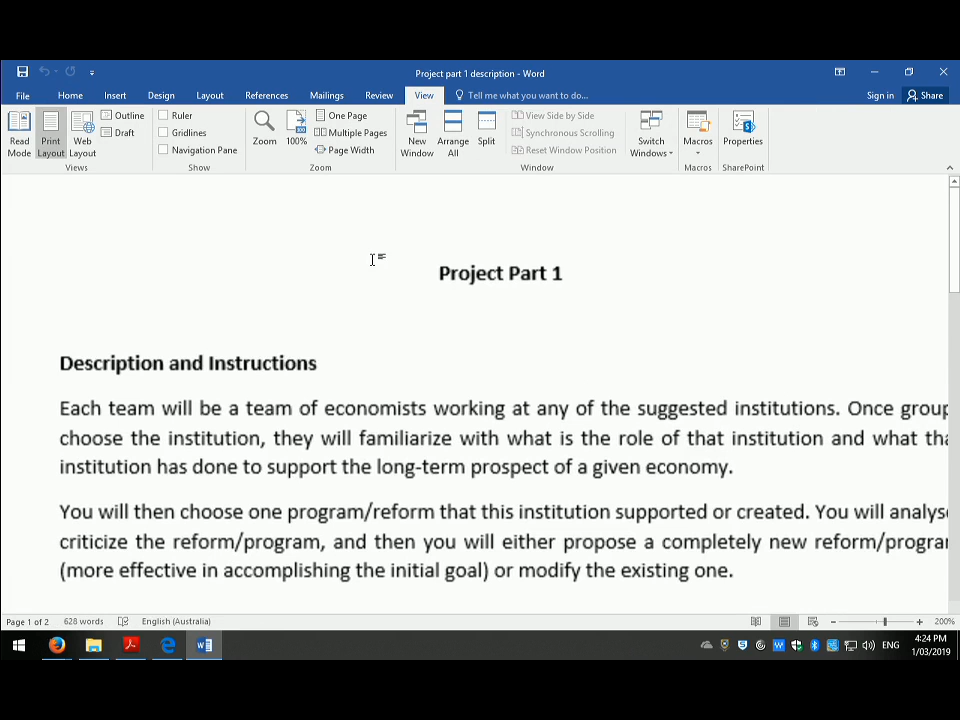 Project part 1 description - Word
File Home Insert Design Layout References Mailings Review View Tell me what you want to do... Sign in Share
Read Mode
Print Layout
Web Layout
Outline
Draft
Views
Ruler
Gridlines
Navigation Pane
Show
Zoom
100%
One Page
Multiple Pages
Page Width
Zoom
New Window
Arrange All
Split
View Side by Side
Synchronous Scrolling
Reset Window Position
Window
Switch Windows
Macros
Macros
Properties
SharePoint
Project Part 1
Description and Instructions
Each team will be a team of economists working at any of the suggested institutions. Once group
choose the institution, they will familiarize with what is the role of that institution and what tha
institution has done to support the long-term prospect of a given economy.
You will then choose one program/reform that this institution supported or created. You will analyse
criticize the reform/program, and then you will either propose a completely new reform/program
(more effective in accomplishing the initial goal) or modify the existing one.
Page 1 of 2 628 words English (Australia) 200%
ENG
4:24 PM
1/03/2019